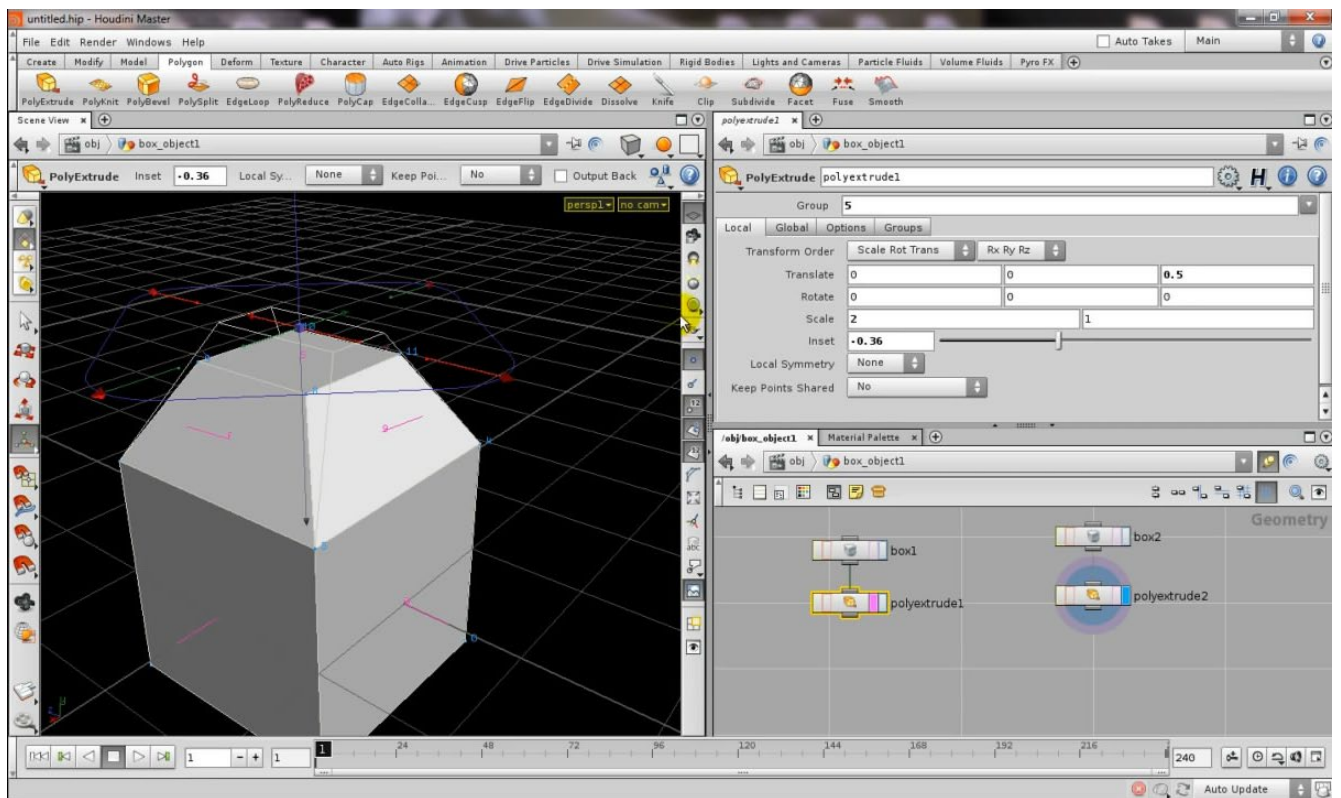 untitled.hip - Houdini Master
File Edit Render Windows Help
Auto Takes Main
Create Modify Model Polygon Deform Texture Character Auto Rigs Animation Drive Particles Drive Simulation Rigid Bodies Lights and Cameras Particle Fluids Volume Fluids Pyro FX
PolyExtrude PolyKnit PolyBevel PolySplit EdgeLoop PolyReduce PolyCap EdgeColla... EdgeCusp EdgeFlip EdgeDivide Dissolve Knife Clip Subdivide Facet Fuse Smooth
Scene View
obj box_object1
PolyExtrude Inset -0.36 Local Sy... None Keep Poi... No Output Back
persp1 no cam
11
polyextrude1
obj box_object1
PolyExtrude polyextrude1
Group 5
Local Global Options Groups
Transform Order Scale Rot Trans Rx Ry Rz
Translate 0 0 0.5
Rotate 0 0 0
Scale 2 1
Inset -0.36
Local Symmetry None
Keep Points Shared No
/obj/box_object1 Material Palette
obj box_object1
Geometry
box1
box2
polyextrude1
polyextrude2
1 - + 1
1 24 48 72 96 120 144 168 192 216
240
Auto Update